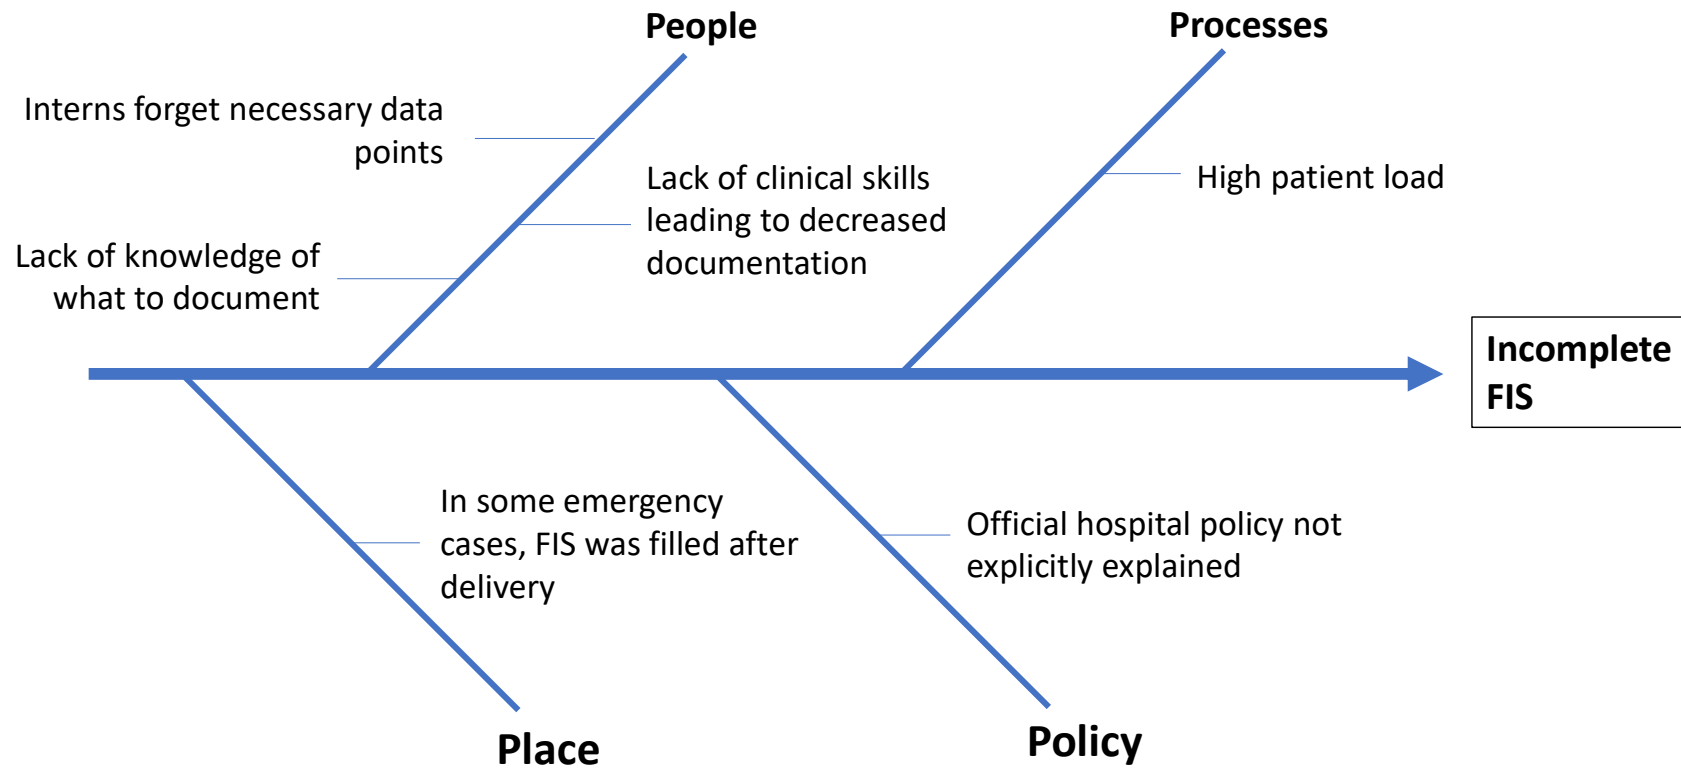 People
Processes
Interns forget necessary data
points
Lack of clinical skills
leading to decreased
documentation
High patient load
Lack of knowledge of
what to document
Incomplete
FIS
In some emergency
cases, FIS was filled after
delivery
Official hospital policy not
explicitly explained
Place
Policy